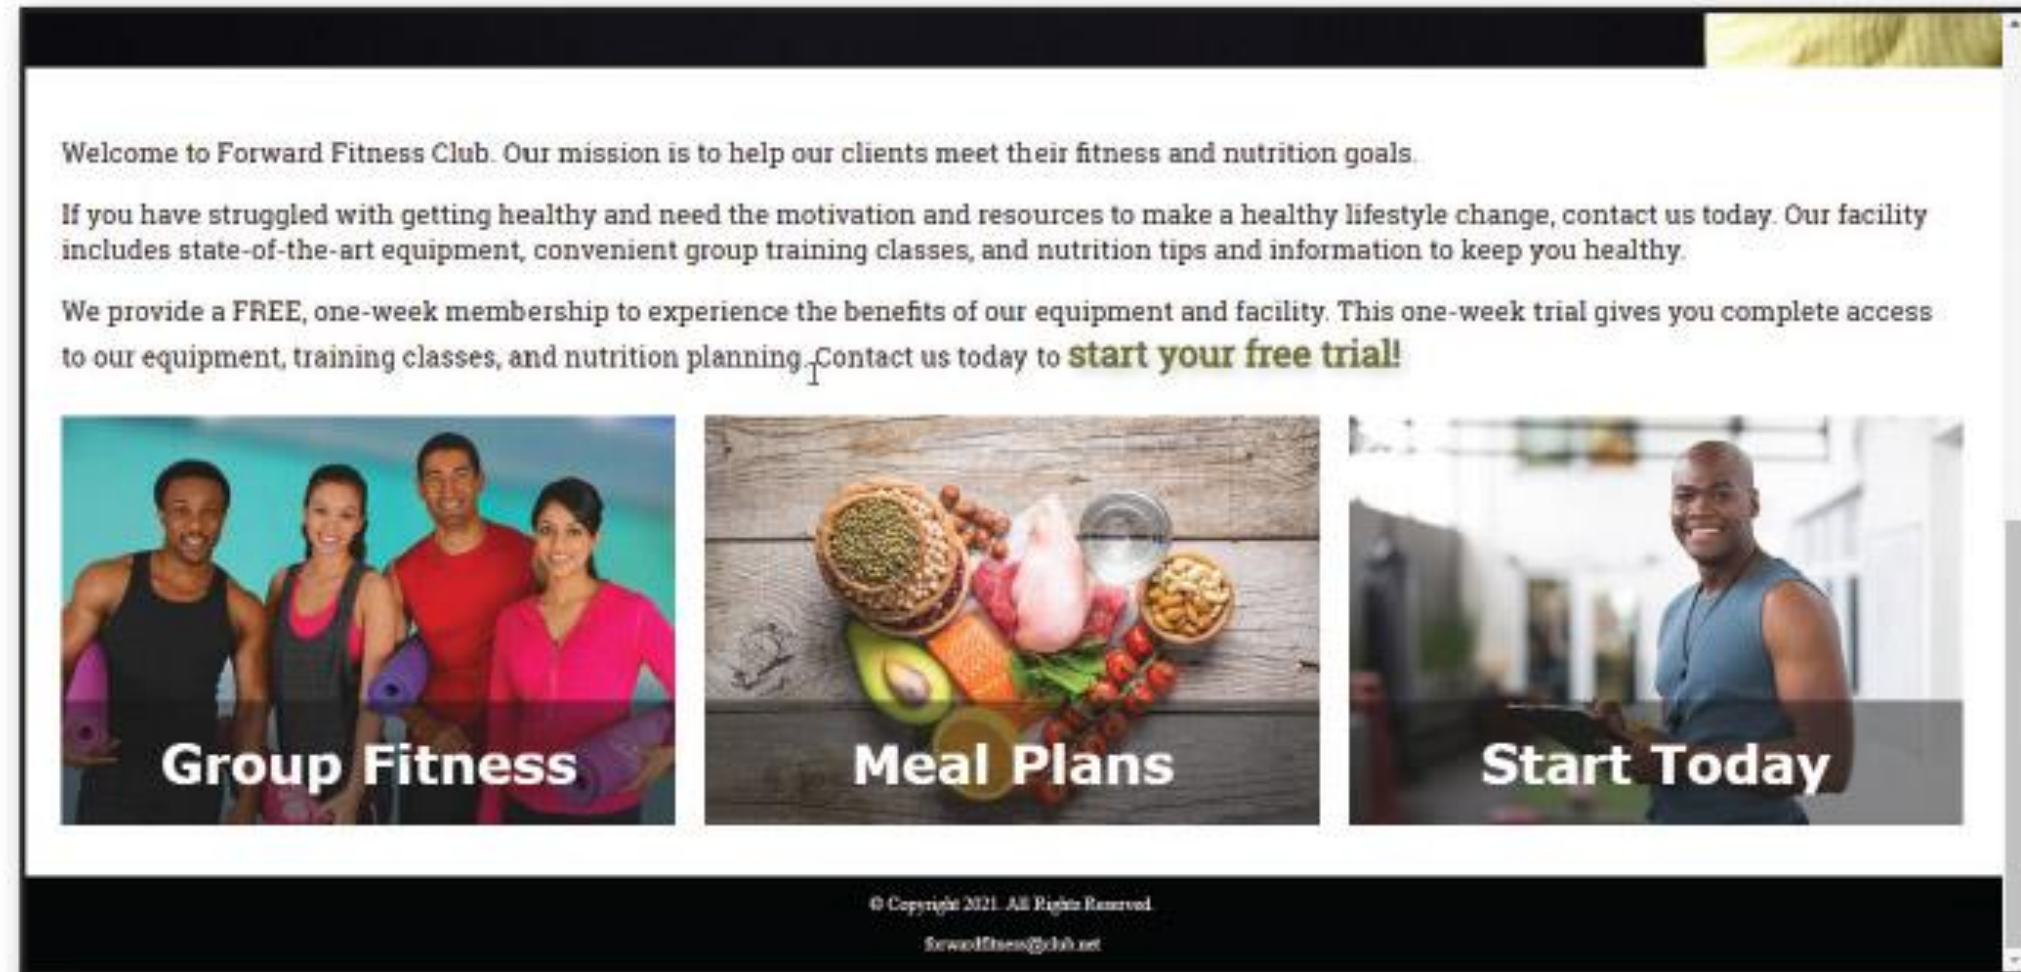 Welcome to Forward Fitness Club. Our mission is to help our clients meet their fitness and nutrition goals.
If you have struggled with getting healthy and need the motivation and resources to make a healthy lifestyle change, contact us today. Our facility
includes state-of-the-art equipment, convenient group training classes, and nutrition tips and information to keep you healthy.
We provide a FREE, one-week membership to experience the benefits of our equipment and facility. This one-week trial gives you complete access
to our equipment, training classes, and nutrition planning. Contact us today to start your free trial!
Group Fitness
Meal Plans
Start Today
© Copyright 2021. All Rights Reserved.
forwardfitness@club.net